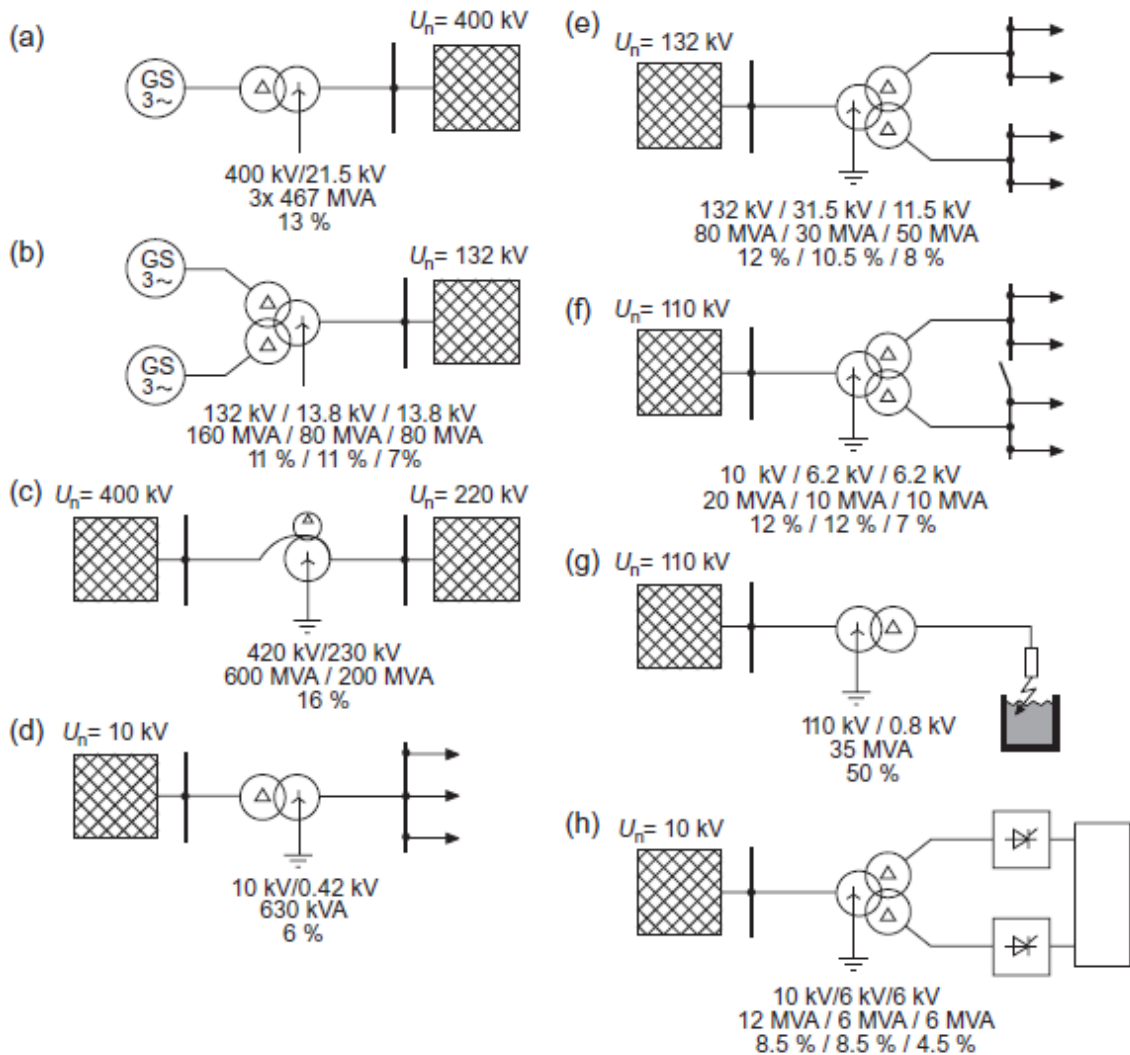 (a)
Un= 400 kV
GS
3~
400 kV/21.5 kV
3x 467 MVA
13 %
(b)
GS
3~
Un= 132 kV
GS
3~
132 kV / 13.8 kV / 13.8 kV
160 MVA / 80 MVA / 80 MVA
11 % / 11 % / 7%
(c)
Un= 400 kV
Un= 220 kV
420 kV/230 kV
600 MVA / 200 MVA
16 %
(d)
Un= 10 kV
10 kV/0.42 kV
630 kVA
6 %
(e)
Un= 132 kV
132 kV / 31.5 kV / 11.5 kV
80 MVA / 30 MVA / 50 MVA
12 % / 10.5 % / 8 %
(f)
Un= 110 kV
10 kV / 6.2 kV / 6.2 kV
20 MVA / 10 MVA / 10 MVA
12 % / 12 % / 7 %
(g)
Un= 110 kV
110 kV / 0.8 kV
35 MVA
50 %
(h)
Un= 10 kV
10 kV/6 kV/6 kV
12 MVA / 6 MVA / 6 MVA
8.5 % / 8.5 % / 4.5 %